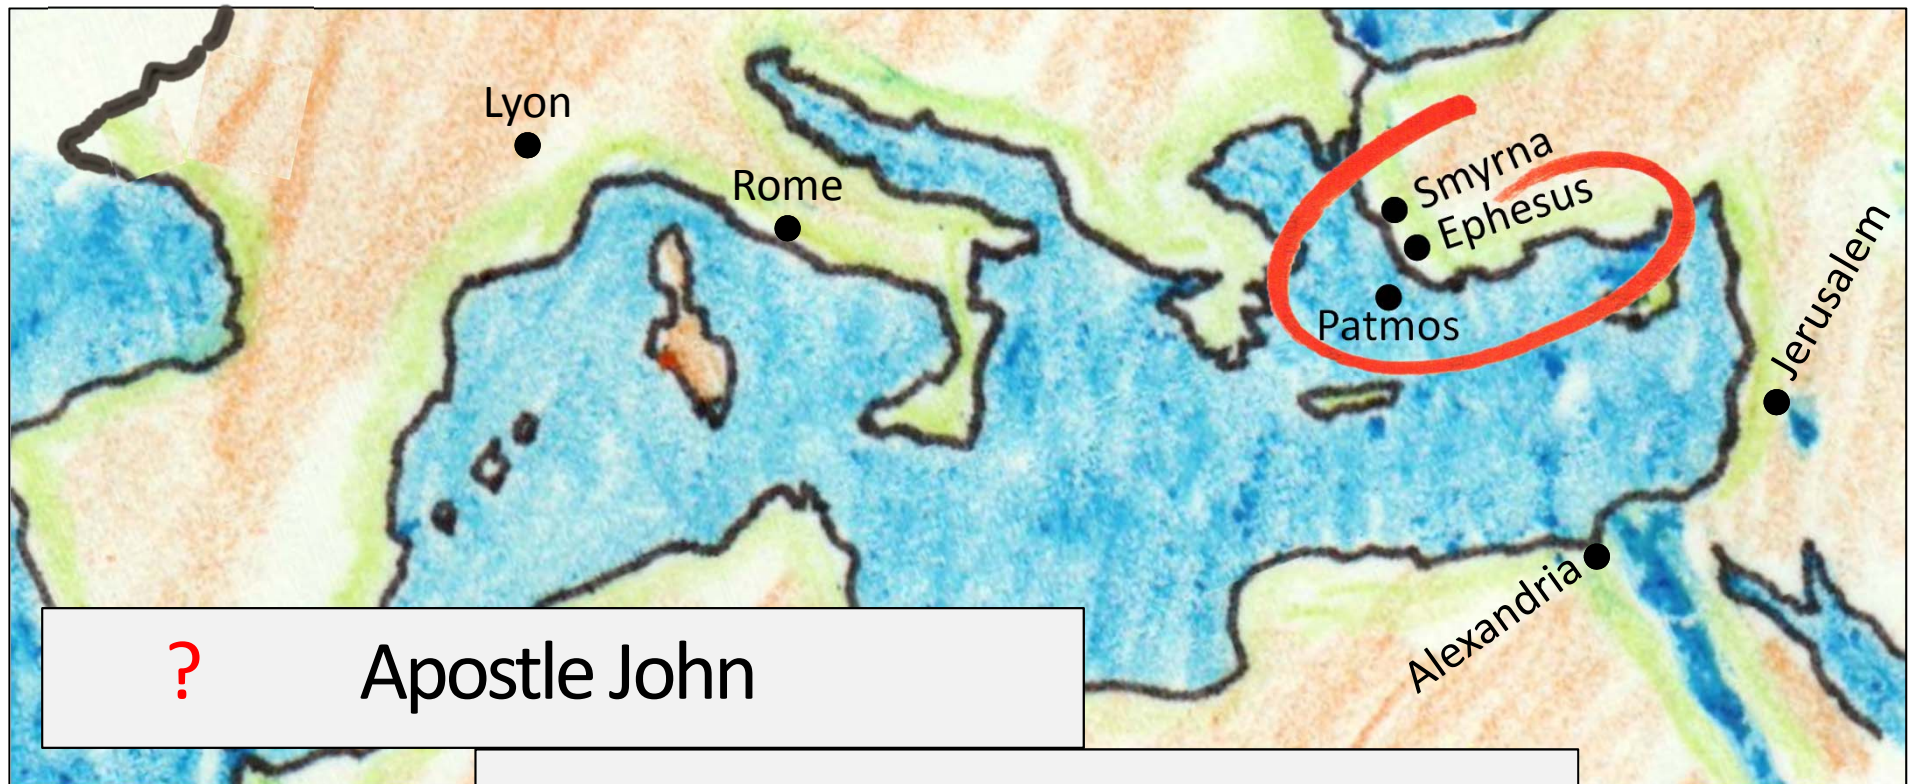 Lyon
Rome
Smyrna
Ephesus
Patmos
Jerusalem
Alexandria
? Apostle John